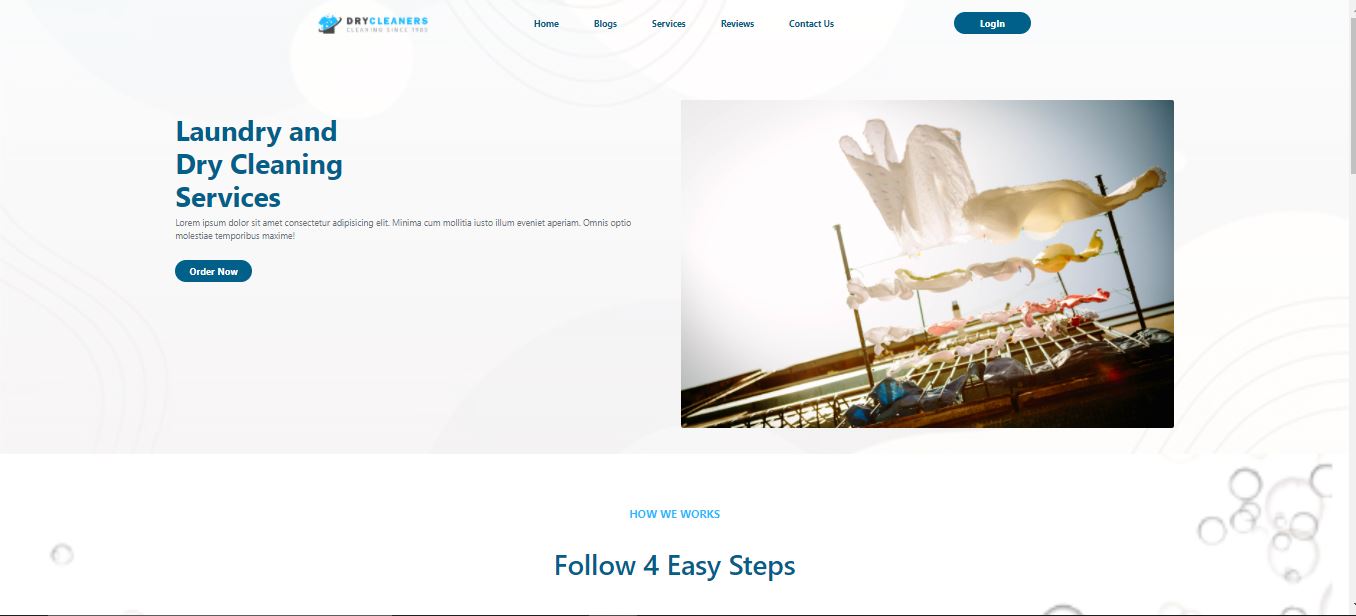 DRYCLEANERS
CLEANING SINCE 1985
Home Blogs Services Reviews Contact Us
LogIn
Laundry and
Dry Cleaning
Services
Lorem ipsum dolor sit amet consectetur adipisicing elit. Minima cum mollitia iusto illum eveniet aperiam. Omnis optio
molestiae temporibus maxime!
Order Now
HOW WE WORKS
Follow 4 Easy Steps